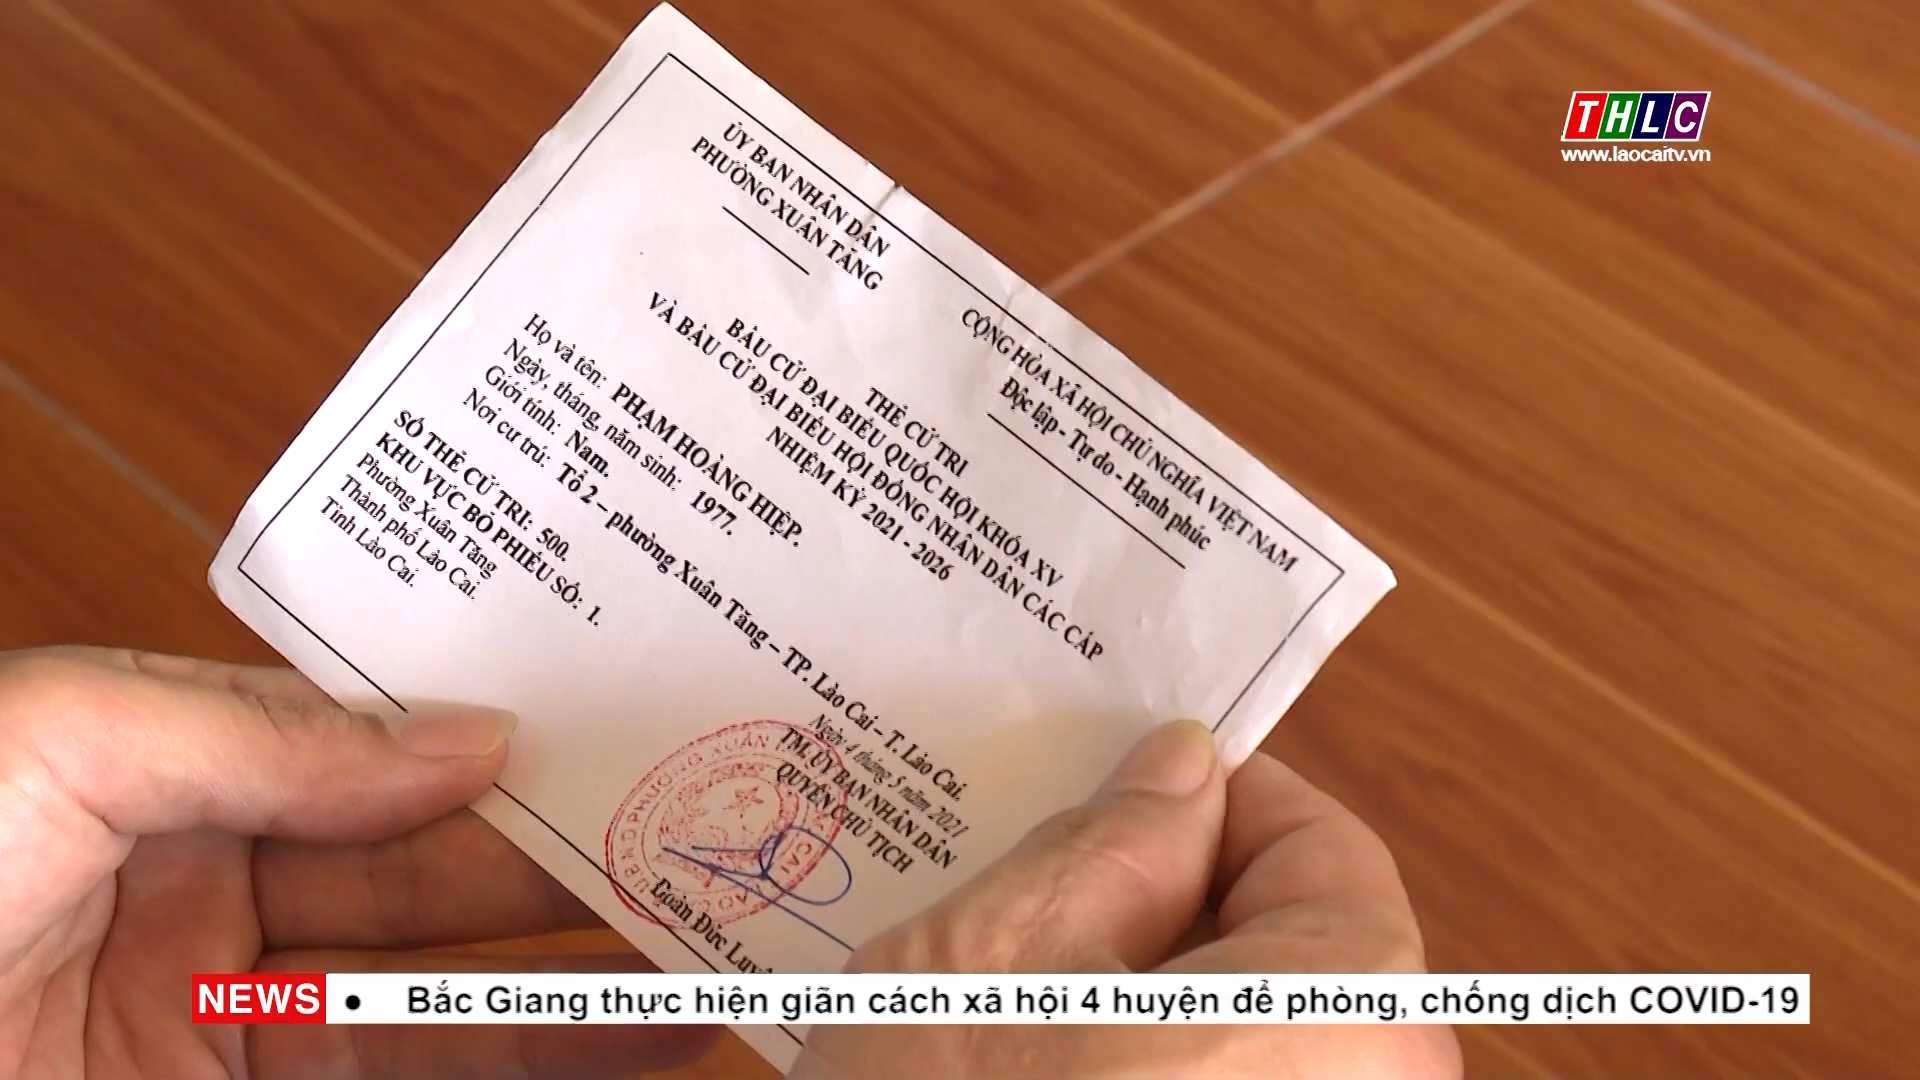 THLC
www.laocaitv.vn
ỦY BAN NHÂN DÂN
PHƯỜNG XUÂN TĂNG
CỘNG HÒA XÃ HỘI CHỦ NGHĨA VIỆT NAM
Độc lập - Tự do - Hạnh phúc
THẺ CỬ TRI
BẦU CỬ ĐẠI BIỂU QUỐC HỘI KHÓA XV
VÀ BẦU CỬ ĐẠI BIỂU HỘI ĐỒNG NHÂN DÂN CÁC CẤP
NHIỆM KỲ 2021 - 2026
Họ và tên: PHẠM HOÀNG HIỆP.
Ngày, tháng, năm sinh: 1977.
Giới tính: Nam.
Nơi cư trú: Tổ 2 – phường Xuân Tăng – TP. Lào Cai – T. Lào Cai.
SỐ THẺ CỬ TRI: 500.
KHU VỰC BỎ PHIẾU SỐ: 1.
Phường Xuân Tăng
Thành phố Lào Cai.
Tỉnh Lào Cai.
Ngày 4 tháng 5 năm 2021
TM. ỦY BAN NHÂN DÂN
QUYỀN CHỦ TỊCH
Đoàn Đức
NEWS • Bắc Giang thực hiện giãn cách xã hội 4 huyện để phòng, chống dịch COVID-19